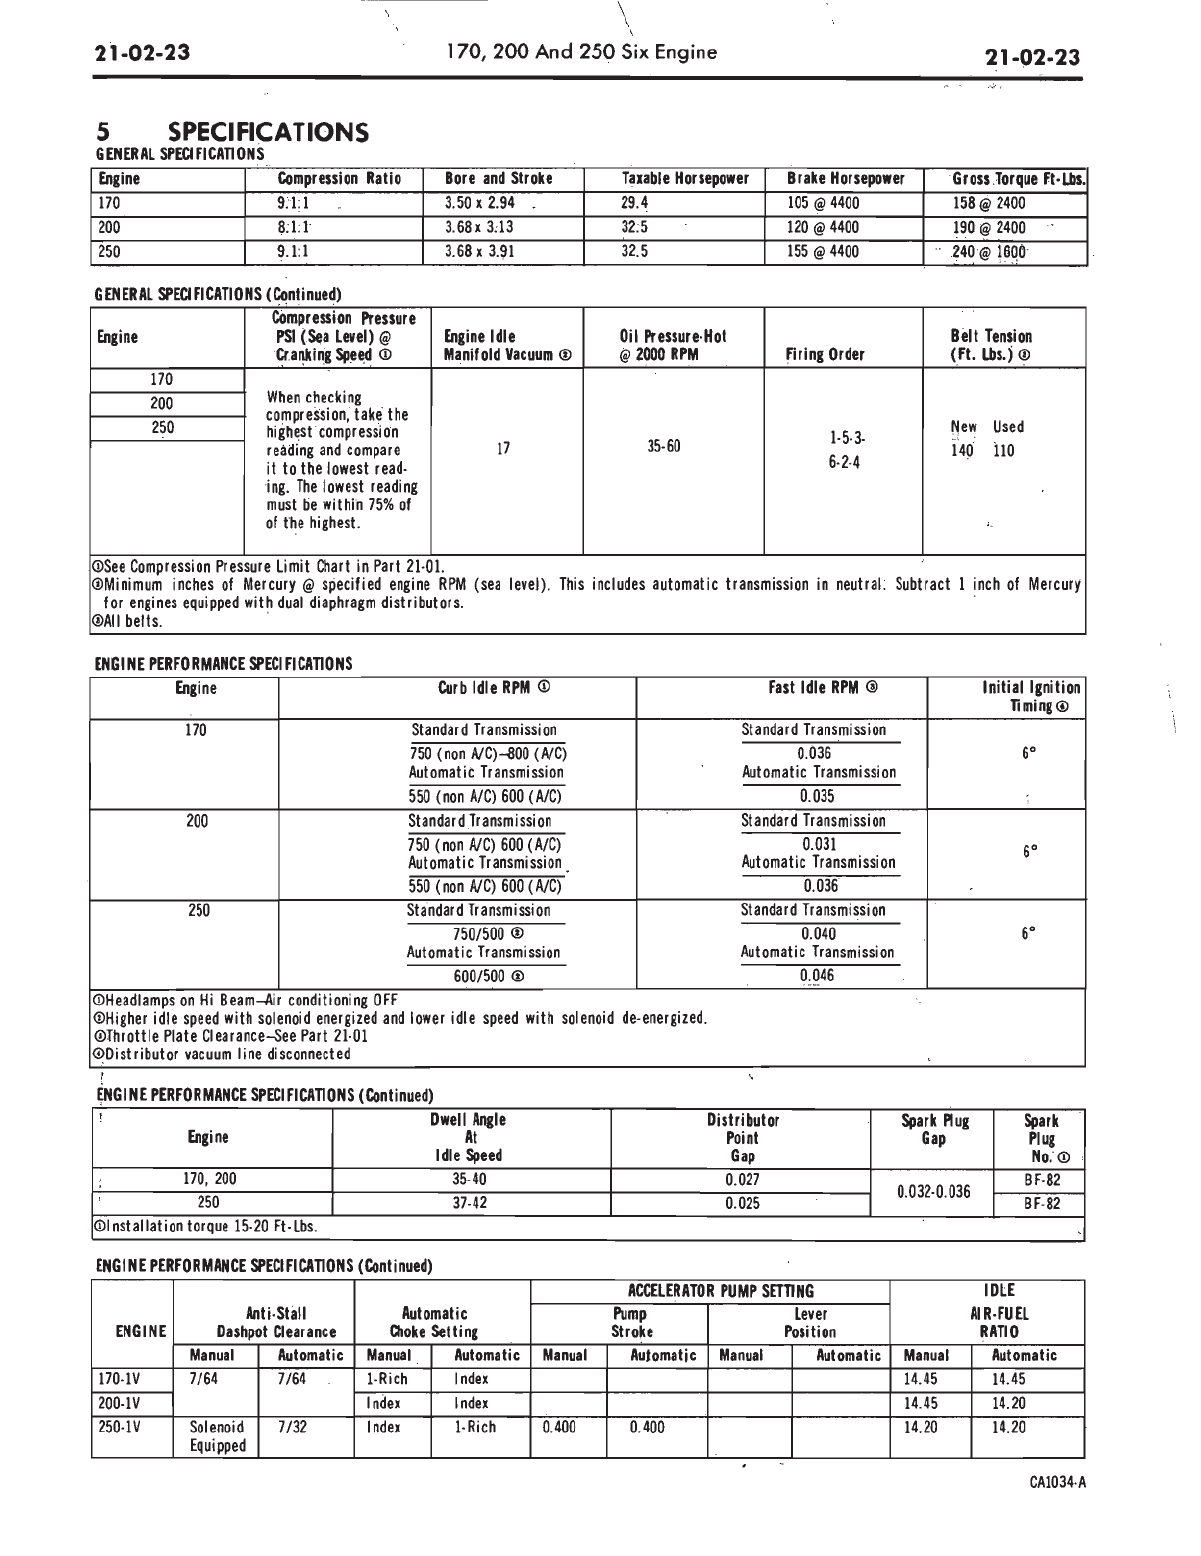 21-02-23 170, 200 And 250 Six Engine 21-02-23
5 SPECIFICATIONS
GENERAL SPECIFICATIONS
Engine Compression Ratio Bore and Stroke Taxable Horsepower Brake Horsepower Gross Torque Ft-Lbs.
170 9.1:1 3.50 x 2.94 29.4 105 @ 4400 158 @ 2400
200 8.1:1 3.68 x 3.13 32.5 120 @ 4400 190 @ 2400
250 9.1:1 3.68 x 3.91 32.5 155 @ 4400 240 @ 1600
GENERAL SPECIFICATIONS (Continued)
Engine
Compression Pressure
PSI (Sea Level) @
Cranking Speed ①
Engine Idle
Manifold Vacuum ②
Oil Pressure-Hot
@ 2000 RPM
Firing Order
Belt Tension
(Ft. Lbs.) ③
170
200
250
When checking
compression, take the
highest compression
reading and compare
it to the lowest read-
ing. The lowest reading
must be within 75% of
of the highest.
17
35-60
1-5-3-
6-2-4
New Used
140 110
①See Compression Pressure Limit Chart in Part 21-01.
②Minimum inches of Mercury @ specified engine RPM (sea level). This includes automatic transmission in neutral. Subtract 1 inch of Mercury
for engines equipped with dual diaphragm distributors.
③All belts.
ENGINE PERFORMANCE SPECIFICATIONS
Engine Curb Idle RPM ① Fast Idle RPM ③ Initial Ignition
Timing ④
170 Standard Transmission Standard Transmission
750 (non A/C)—800 (A/C) 0.036 6°
Automatic Transmission Automatic Transmission
550 (non A/C) 600 (A/C) 0.035
200 Standard Transmission Standard Transmission
750 (non A/C) 600 (A/C) 0.031 6°
Automatic Transmission Automatic Transmission
550 (non A/C) 600 (A/C) 0.036
250 Standard Transmission Standard Transmission
750/500 ② 0.040 6°
Automatic Transmission Automatic Transmission
600/500 ② 0.046
①Headlamps on Hi Beam—Air conditioning OFF
②Higher idle speed with solenoid energized and lower idle speed with solenoid de-energized.
③Throttle Plate Clearance—See Part 21-01
④Distributor vacuum line disconnected
ENGINE PERFORMANCE SPECIFICATIONS (Continued)
Engine
Dwell Angle
At
Idle Speed
Distributor
Point
Gap
Spark Plug
Gap
Spark
Plug
No. ①
170, 200 35-40 0.027 0.032-0.036 BF-82
250 37-42 0.025 BF-82
①Installation torque 15-20 Ft-Lbs.
ENGINE PERFORMANCE SPECIFICATIONS (Continued)
ENGINE
Anti-Stall
Dashpot Clearance
Automatic
Choke Setting
ACCELERATOR PUMP SETTING
Pump
Stroke
Lever
Position
IDLE
AIR-FUEL
RATIO
Manual Automatic Manual Automatic Manual Automatic Manual Automatic Manual Automatic
170-1V 7/64 7/64 1-Rich Index 14.45 14.45
200-1V Index Index 14.45 14.20
250-1V Solenoid 7/32 Index 1-Rich 0.400 0.400 14.20 14.20
Equipped
CA1034-A